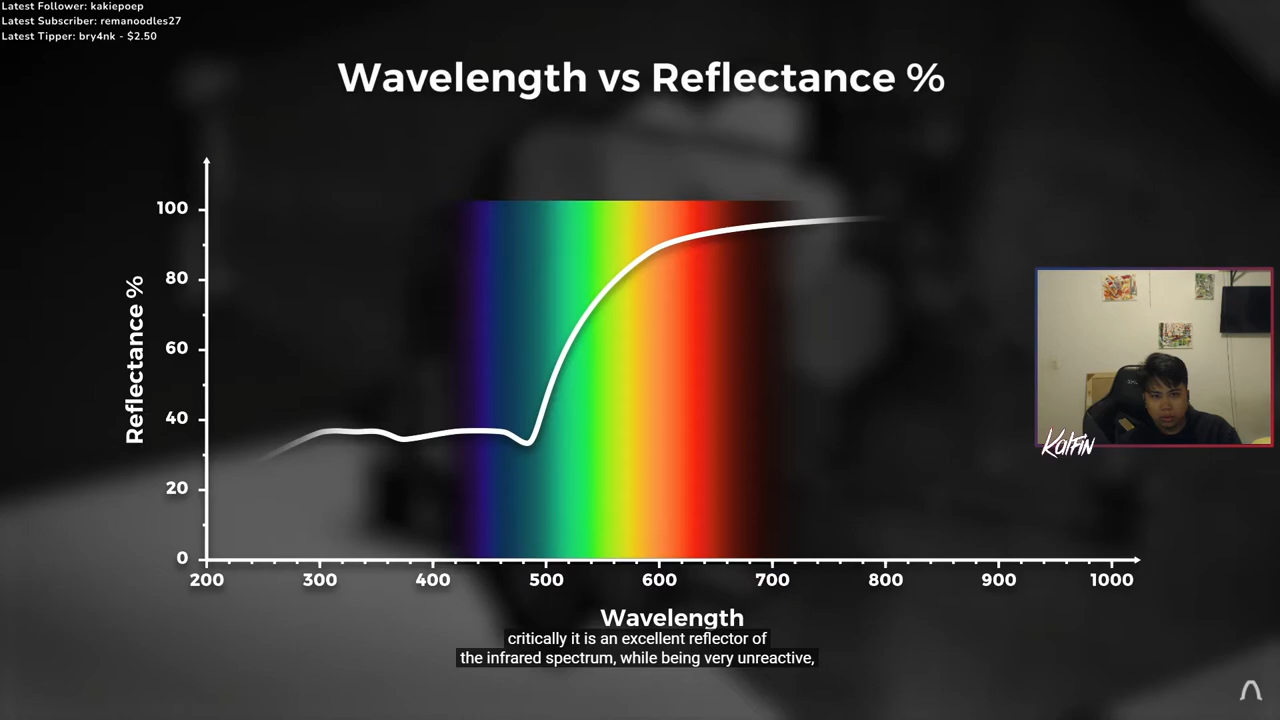 Latest Follower: kakiepoep
Latest Subscriber: remanoodles27
Latest Tipper: bry4nk - $2.50
Wavelength vs Reflectance %
100
80
60
40
20
0
Reflectance %
200 300 400 500 600 700 800 900 1000
Wavelength
critically it is an excellent reflector of
the infrared spectrum, while being very unreactive,
Kalfin